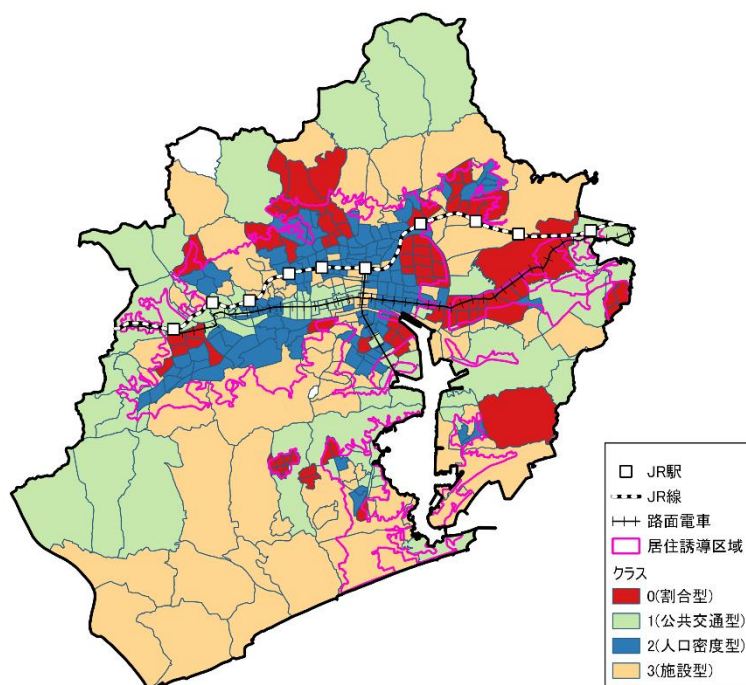 JR駅
JR線
路面電車
居住誘導区域
クラス
0(割合型)
1(公共交通型)
2(人口密度型)
3(施設型)